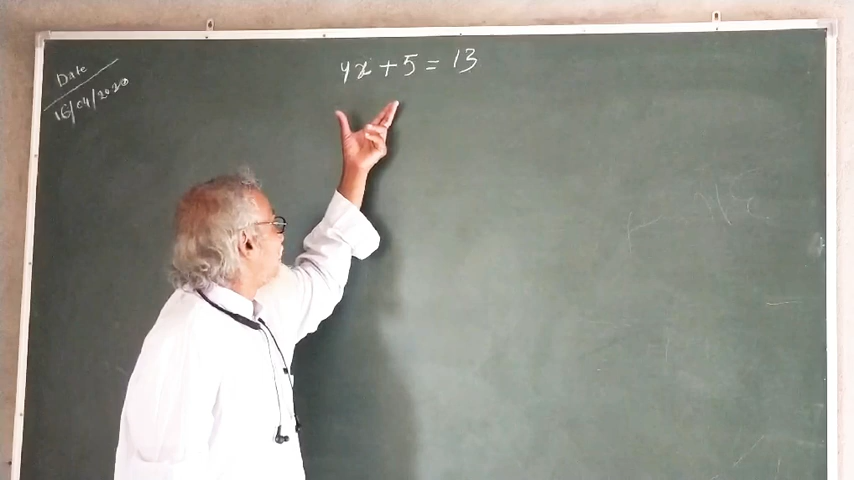 Date
16/04/2020
4x + 5 = 13